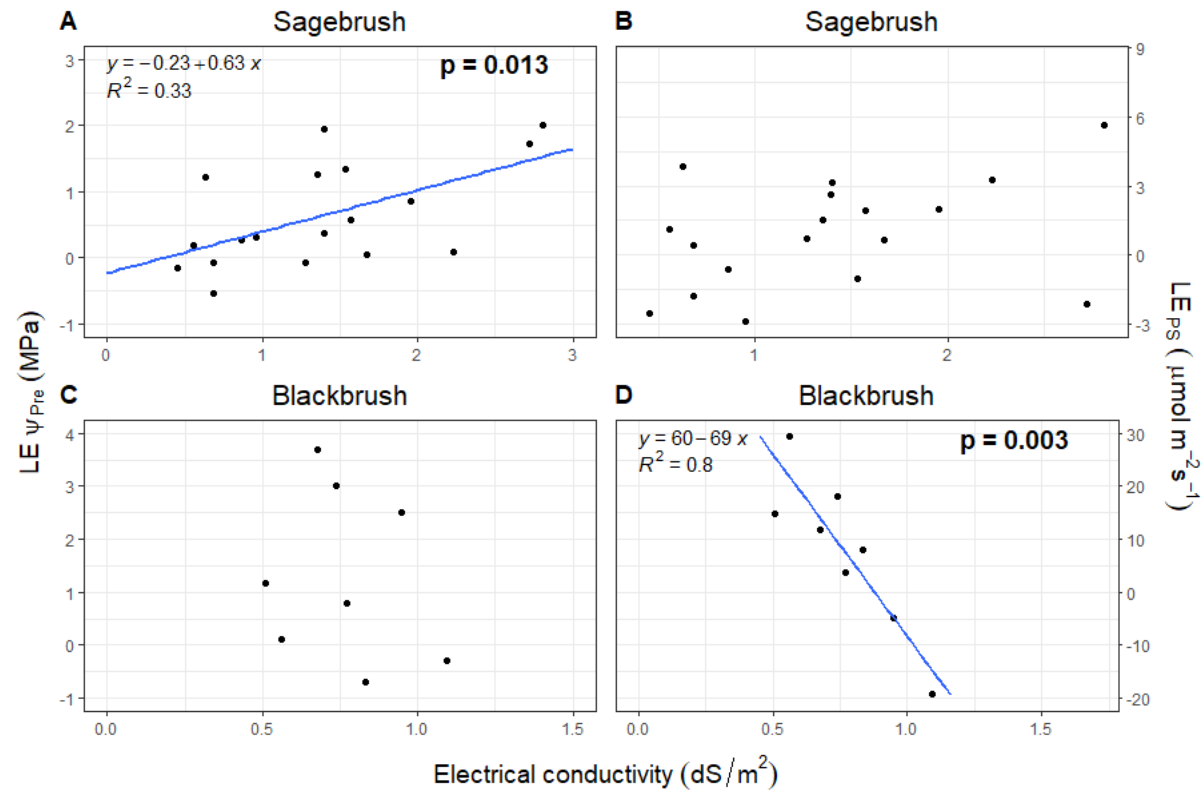 A Sagebrush
y = −0.23+0.63 x
R² = 0.33
p = 0.013
3
2
1
0
-1
0 1 2 3
B Sagebrush
9
6
3
0
-3
1 2
C Blackbrush
4
3
2
1
0
-1
0.0 0.5 1.0 1.5
D Blackbrush
y = 60−69 x
R² = 0.8
p = 0.003
30
20
10
0
-10
-20
0.0 0.5 1.0 1.5
LE ψPre (MPa)
LE PS (μmol m⁻²s⁻¹)
Electrical conductivity (dS/m²)